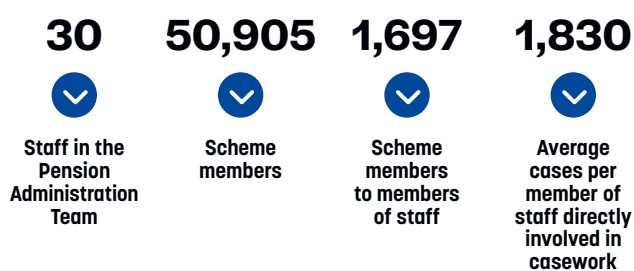 30
Staff in the
Pension
Administration
Team
50,905
Scheme
members
1,697
Scheme
members
to members
of staff
1,830
Average
cases per
member of
staff directly
involved in
casework